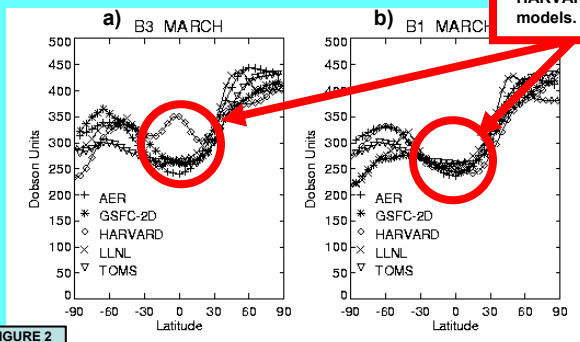 HARVARD
models.
a) B3 MARCH
b) B1 MARCH
Dobson Units
500
450
400
350
300
250
200
150
100
50
0
AER
GSFC-2D
HARVARD
LLNL
TOMS
-90 -60 -30 0 30 60 90
Latitude
Dobson Units
500
450
400
350
300
250
200
150
100
50
0
AER
GSFC-2D
HARVARD
LLNL
TOMS
-90 -60 -30 0 30 60 90
Latitude
IGURE 2